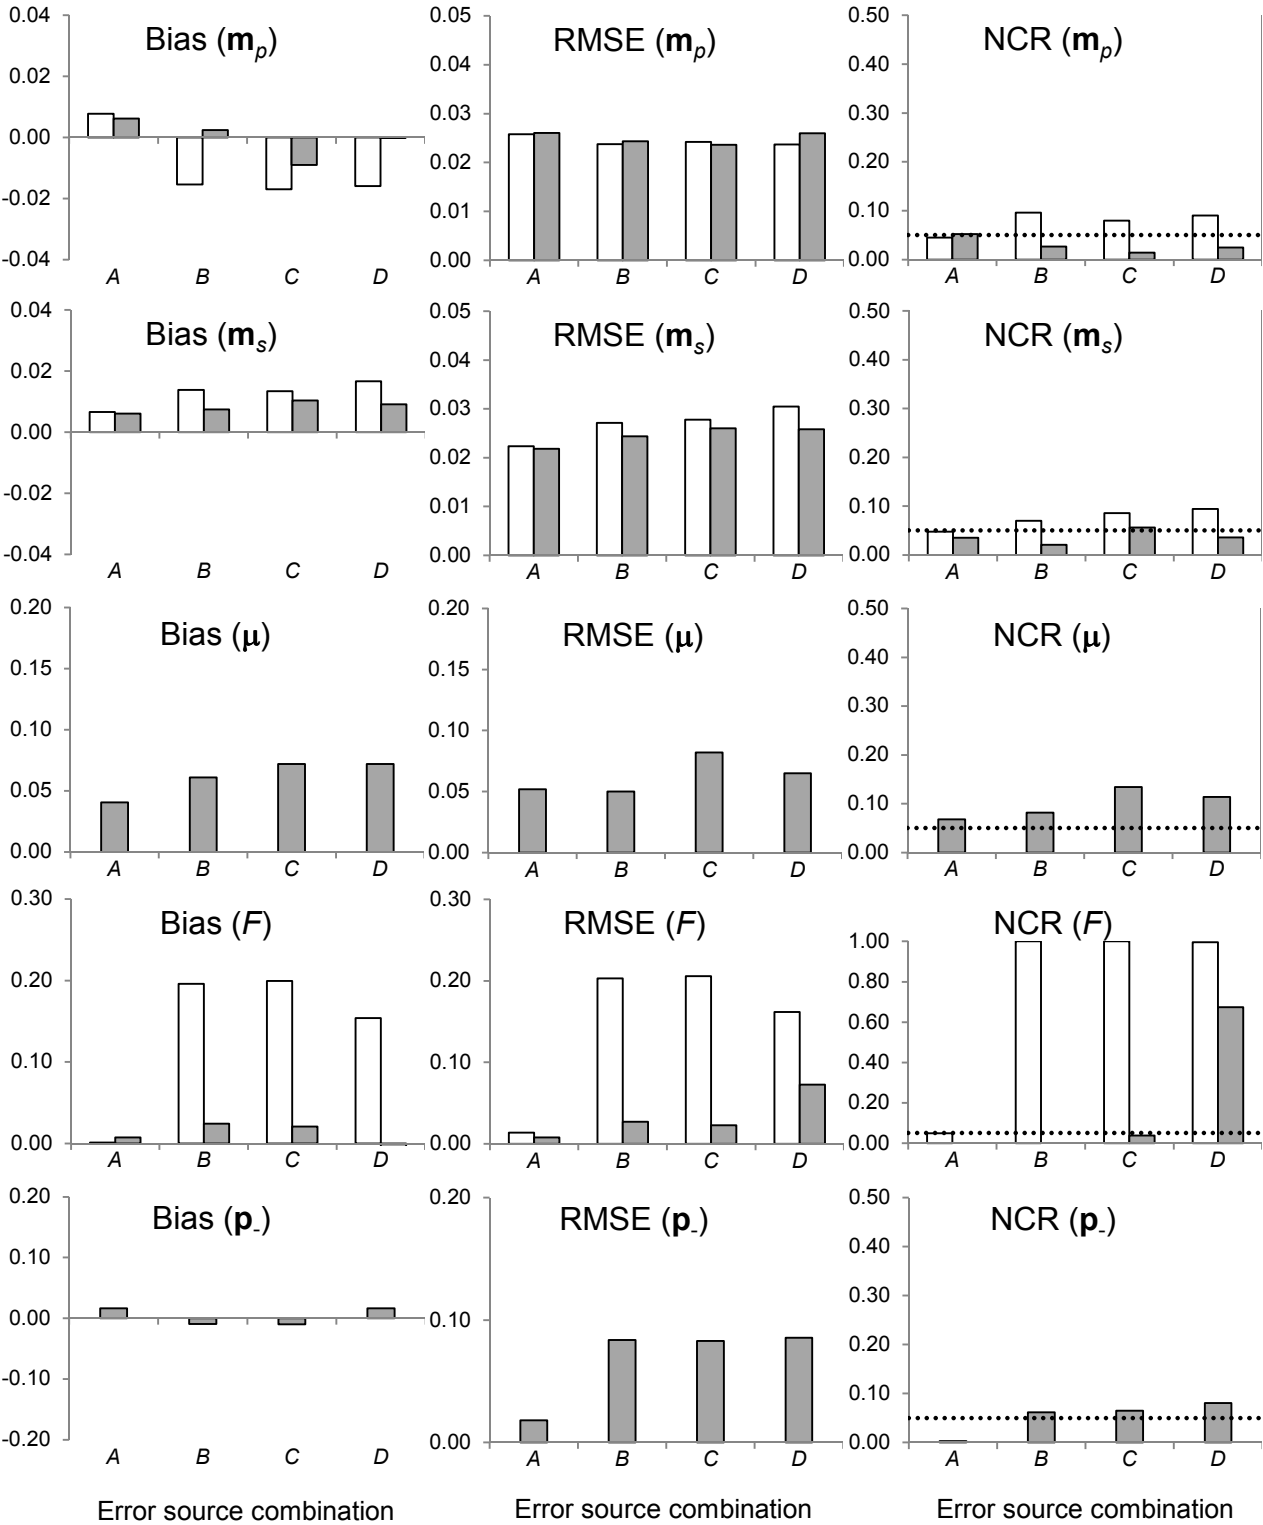 Bias (mp)
0.04
0.02
0.00
-0.02
-0.04
A B C D
RMSE (mp)
0.05
0.04
0.03
0.02
0.01
0.00
A B C D
NCR (mp)
0.50
0.40
0.30
0.20
0.10
0.00
A B C D
Bias (ms)
0.04
0.02
0.00
-0.02
-0.04
A B C D
RMSE (ms)
0.05
0.04
0.03
0.02
0.01
0.00
A B C D
NCR (ms)
0.50
0.40
0.30
0.20
0.10
0.00
A B C D
Bias (μ)
0.20
0.15
0.10
0.05
0.00
A B C D
RMSE (μ)
0.20
0.15
0.10
0.05
0.00
A B C D
NCR (μ)
0.50
0.40
0.30
0.20
0.10
0.00
A B C D
Bias (F)
0.30
0.20
0.10
0.00
A B C D
RMSE (F)
0.30
0.20
0.10
0.00
A B C D
NCR (F)
1.00
0.80
0.60
0.40
0.20
0.00
A B C D
Bias (p-)
0.20
0.10
0.00
-0.10
-0.20
A B C D
Error source combination
RMSE (p-)
0.20
0.10
0.00
A B C D
Error source combination
NCR (p-)
0.50
0.40
0.30
0.20
0.10
0.00
A B C D
Error source combination